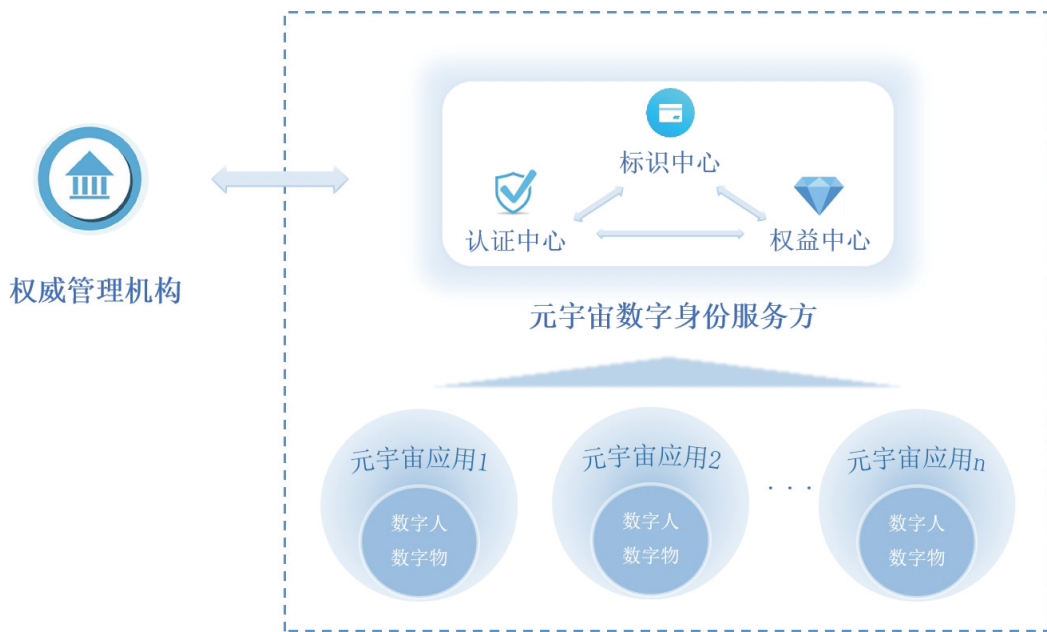 标识中心
认证中心
权益中心
权威管理机构
元宇宙数字身份服务方
元宇宙应用1
数字人
数字物
元宇宙应用2
数字人
数字物
· · ·
元宇宙应用n
数字人
数字物